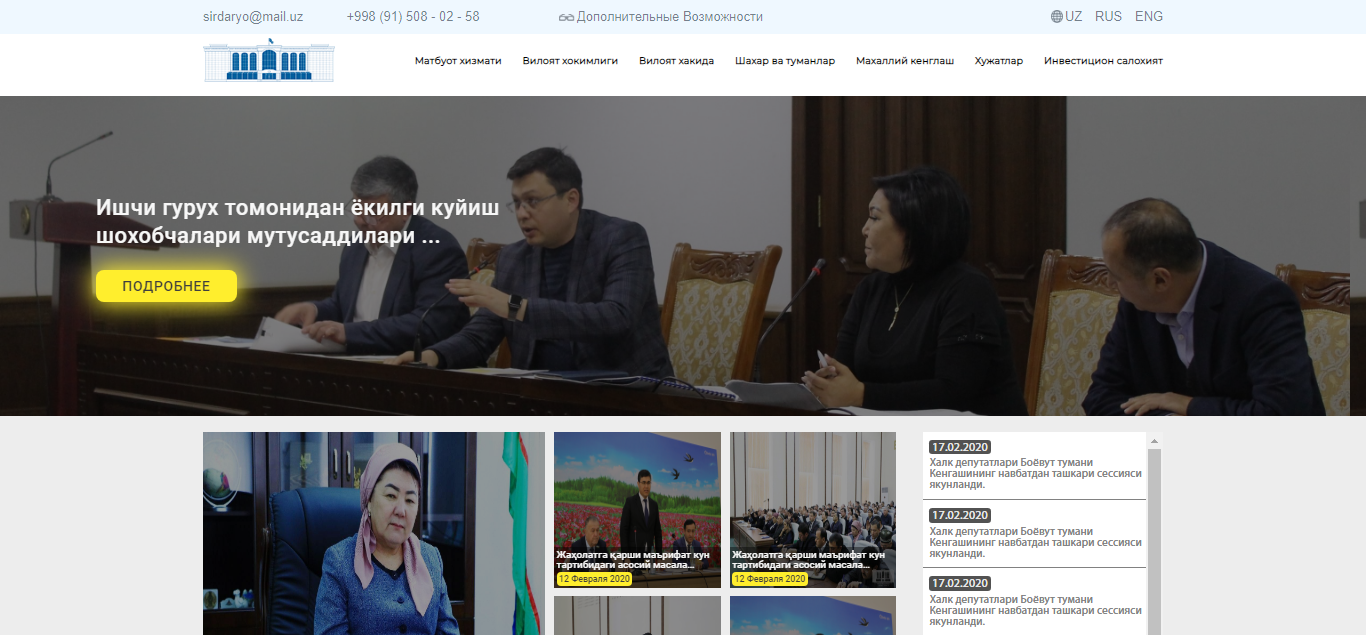 sirdaryo@mail.uz +998 (91) 508 - 02 - 58 Дополнительные Возможности UZ RUS ENG
Матбуот хизмати Вилоят хокимлиги Вилоят хакида Шахар ва туманлар Махаллий кенглаш Хужатлар Инвестицион салохият
Ишчи гурух томонидан ёкилги куйиш
шохобчалари мутусаддилари ...
ПОДРОБНЕЕ
Жаҳолатга қарши маърифат кун
тартибидаги асосий масала...
12 Февраля 2020
Жаҳолатга қарши маърифат кун
тартибидаги асосий масала...
12 Февраля 2020
17.02.2020
Халк депутатлари Боёвут тумани
Кенгашининг навбатдан ташкари сессияси
якунланди.
17.02.2020
Халк депутатлари Боёвут тумани
Кенгашининг навбатдан ташкари сессияси
якунланди.
17.02.2020
Халк депутатлари Боёвут тумани
Кенгашининг навбатдан ташкари сессияси
якунланди.